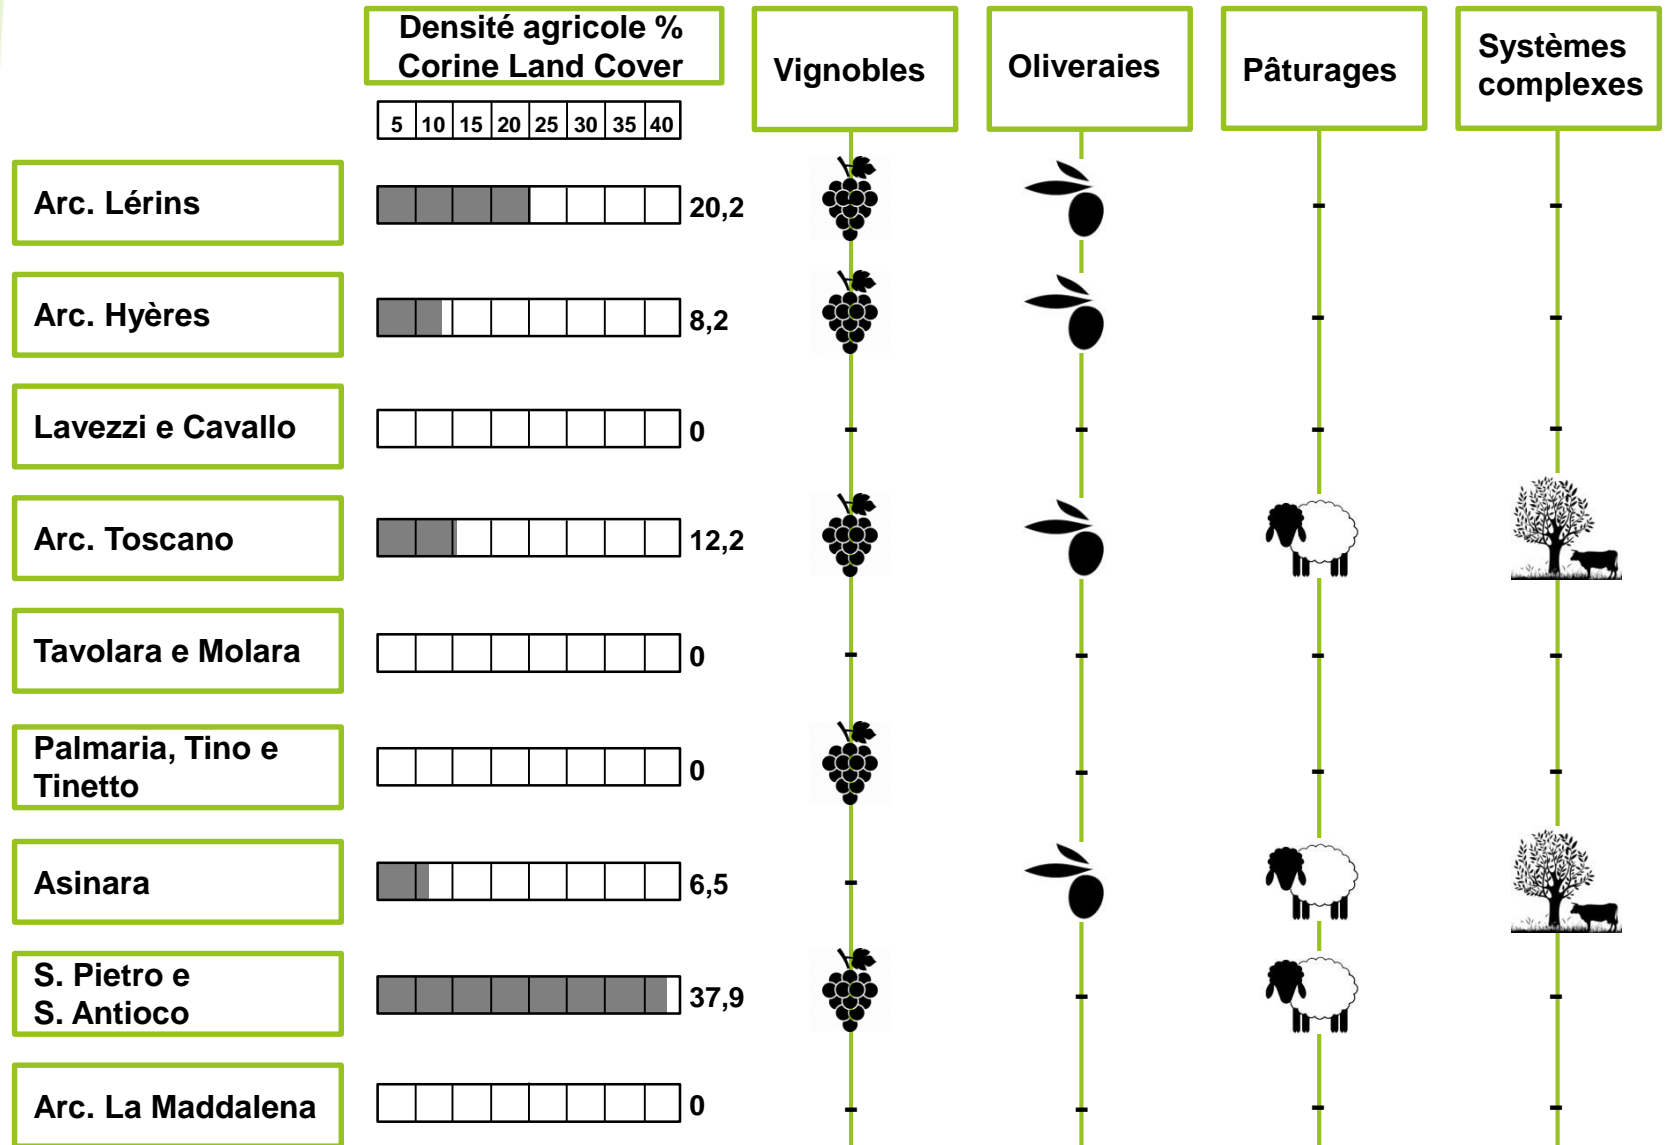 Densité agricole %
Corine Land Cover
Vignobles
Oliveraies
Pâturages
Systèmes
complexes
5 10 15 20 25 30 35 40
Arc. Lérins
20,2
-
-
Arc. Hyères
8,2
-
-
Lavezzi e Cavallo
0
-
-
-
-
Arc. Toscano
12,2
Tavolara e Molara
0
-
-
-
-
Palmaria, Tino e
Tinetto
0
-
-
-
Asinara
6,5
-
S. Pietro e
S. Antioco
37,9
-
-
Arc. La Maddalena
0
-
-
-
-